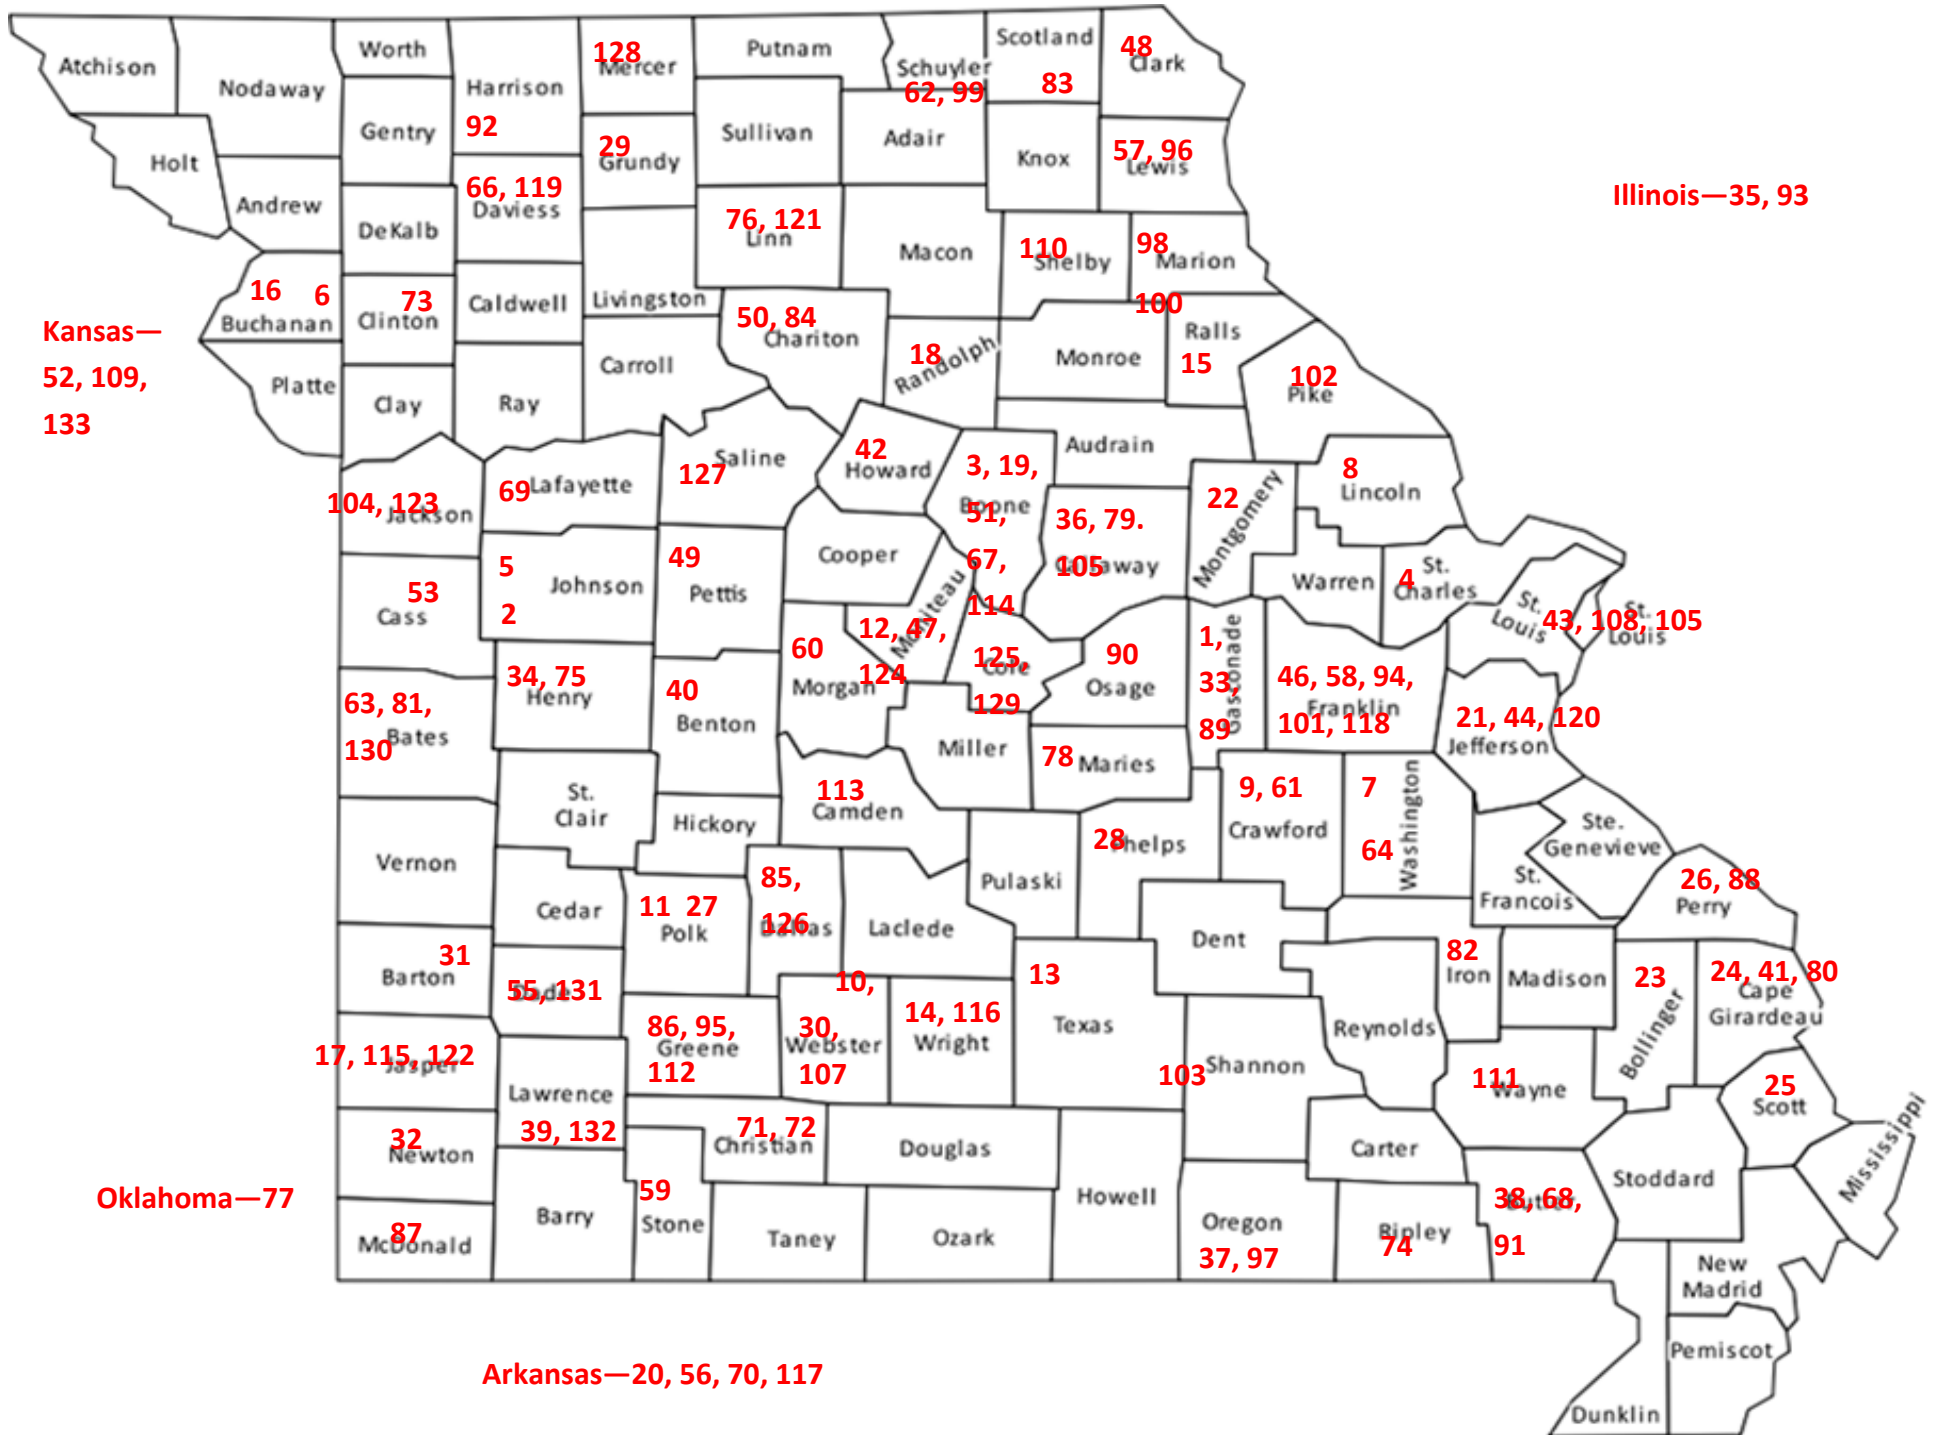 Atchison
Nodaway
Worth
Harrison
92
128
Mercer
Putnam
Schuyler
62, 99
Scotland
83
48
Clark
Gentry
29
Grundy
Sullivan
Adair
Knox
57, 96
Lewis
Illinois—35, 93
Holt
Andrew
DeKalb
66, 119
Daviess
76, 121
Linn
Macon
110
Shelby
98
Marion
100
16
6
Buchanan
73
Clinton
Caldwell
Livingston
50, 84
Chariton
18
Randolph
Monroe
Ralls
15
Kansas—
52, 109,
133
Platte
Clay
Ray
Carroll
102
Pike
Saline
127
42
Howard
3, 19,
Boone
51,
67,
114
Audrain
22
Montgomery
8
Lincoln
104, 123
Jackson
69
Lafayette
36, 79.
105
Callaway
Cooper
49
Pettis
5
2
Johnson
53
Cass
Warren
4
St.
Charles
St.
Louis
43, 108, 105
St.
Louis
12, 47,
124
Moniteau
60
Morgan
125,
Cole
129
90
Osage
1,
33,
89
Gasconade
46, 58, 94,
Franklin
101, 118
21, 44, 120
Jefferson
34, 75
Henry
40
Benton
63, 81,
130
Bates
Miller
78
Maries
St.
Clair
Hickory
113
Camden
Pulaski
28
Phelps
9, 61
Crawford
7
64
Washington
Ste.
Genevieve
St.
Francois
26, 88
Perry
Vernon
Cedar
11 27
Polk
85,
126
Dallas
Laclede
Dent
82
Iron
Madison
23
Bollinger
24, 41, 80
Cape
Girardeau
31
Barton
55, 131
Dade
86, 95,
Greene
112
10,
30,
Webster
107
14, 116
Wright
13
Texas
103
Shannon
Reynolds
111
Wayne
25
Scott
Mississippi
17, 115, 122
Jasper
Lawrence
39, 132
71, 72
Christian
Douglas
Howell
Carter
Stoddard
32
Newton
Oklahoma—77
87
McDonald
Barry
59
Stone
Taney
Ozark
Oregon
37, 97
Ripley
74
38, 68,
Butler
91
New
Madrid
Pemiscot
Dunklin
Arkansas—20, 56, 70, 117